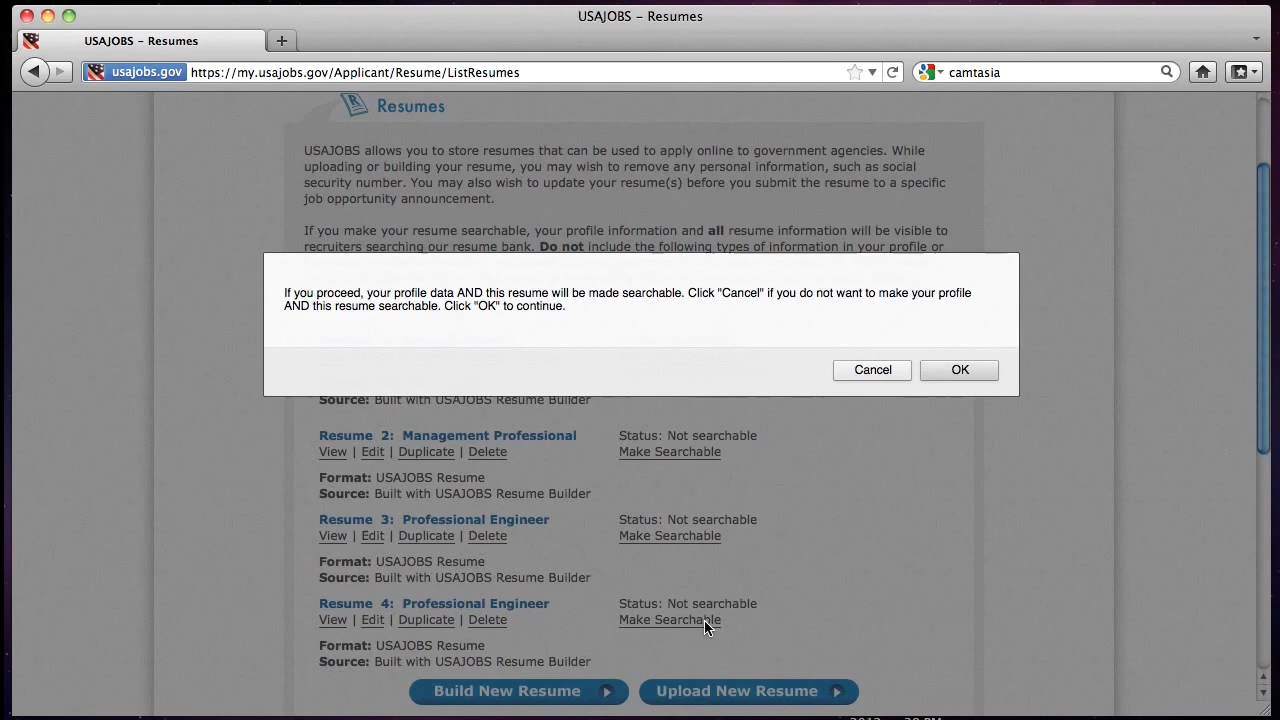 USAJOBS – Resumes
USAJOBS – Resumes
usajobs.gov https://my.usajobs.gov/Applicant/Resume/ListResumes camtasia
Resumes
USAJOBS allows you to store resumes that can be used to apply online to government agencies. While
uploading or building your resume, you may wish to remove any personal information, such as social
security number. You may also wish to update your resume(s) before you submit the resume to a specific
job opportunity announcement.
If you make your resume searchable, your profile information and all resume information will be visible to
recruiters searching our resume bank. Do not include the following types of information in your profile or
If you proceed, your profile data AND this resume will be made searchable. Click "Cancel" if you do not want to make your profile
AND this resume searchable. Click "OK" to continue.
Cancel OK
Source: Built with USAJOBS Resume Builder
Resume 2: Management Professional Status: Not searchable
View | Edit | Duplicate | Delete Make Searchable
Format: USAJOBS Resume
Source: Built with USAJOBS Resume Builder
Resume 3: Professional Engineer Status: Not searchable
View | Edit | Duplicate | Delete Make Searchable
Format: USAJOBS Resume
Source: Built with USAJOBS Resume Builder
Resume 4: Professional Engineer Status: Not searchable
View | Edit | Duplicate | Delete Make Searchable
Format: USAJOBS Resume
Source: Built with USAJOBS Resume Builder
Build New Resume Upload New Resume